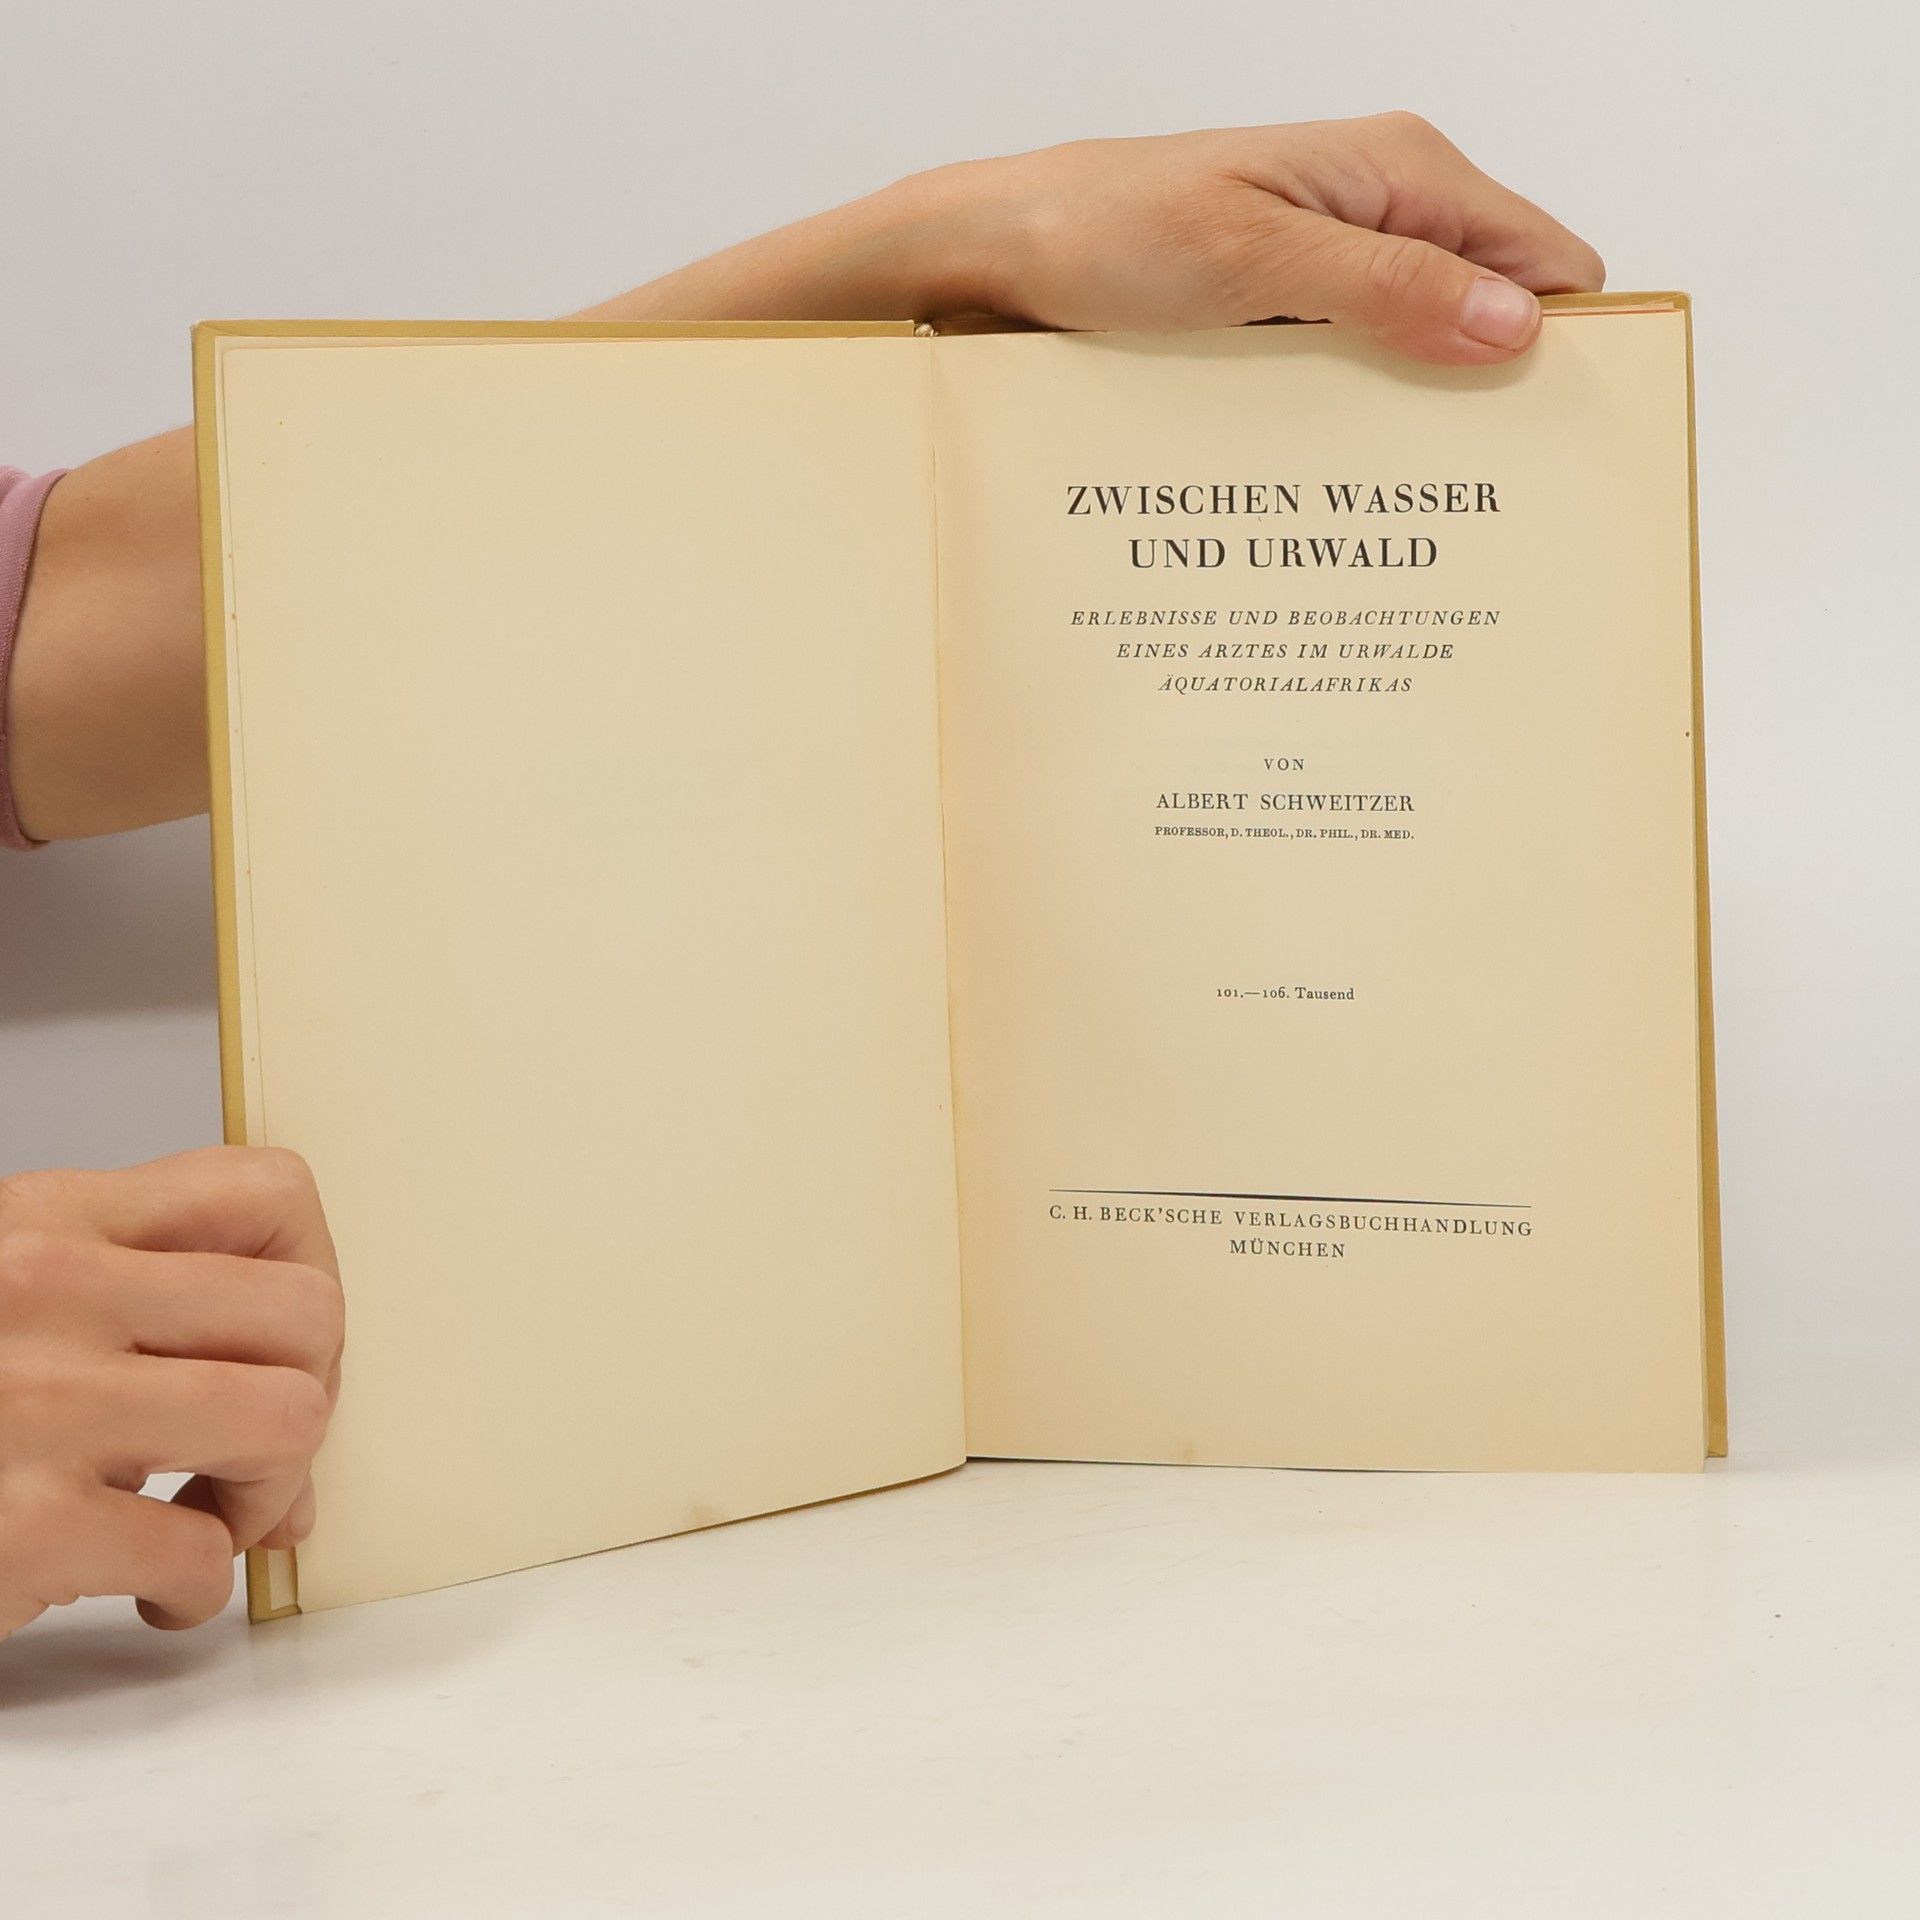 ZWISCHEN WASSER
UND URWALD
ERLEBNISSE UND BEOBACHTUNGEN
EINES ARZTES IM URWALDE
ÄQUATORIALAFRIKAS
VON
ALBERT SCHWEITZER
PROFESSOR, D. THEOL., DR. PHIL., DR. MED.
101.—106. Tausend
C. H. BECK'SCHE VERLAGSBUCHHANDLUNG
MÜNCHEN